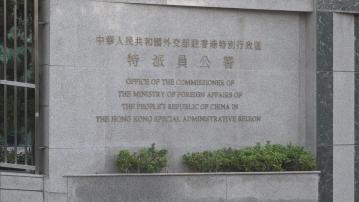 中華人民共和國外交部駐香港特別行政區
特派員公署
OFFICE OF THE COMMISSIONER OF
THE MINISTRY OF FOREIGN AFFAIRS OF
THE PEOPLE'S REPUBLIC OF CHINA IN
THE HONG KONG SPECIAL ADMINISTRATIVE REGION